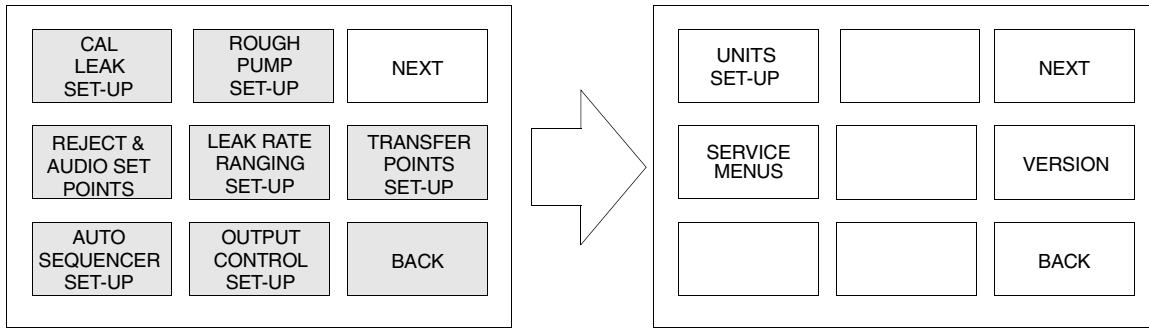 CAL
LEAK
SET-UP
ROUGH
PUMP
SET-UP
NEXT
REJECT &
AUDIO SET
POINTS
LEAK RATE
RANGING
SET-UP
TRANSFER
POINTS
SET-UP
AUTO
SEQUENCER
SET-UP
OUTPUT
CONTROL
SET-UP
BACK
UNITS
SET-UP
NEXT
SERVICE
MENUS
VERSION
BACK